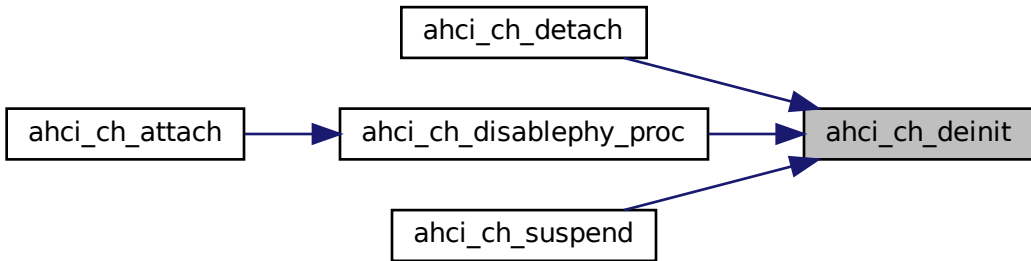 ahci_ch_detach
ahci_ch_attach
ahci_ch_disablephy_proc
ahci_ch_deinit
ahci_ch_suspend